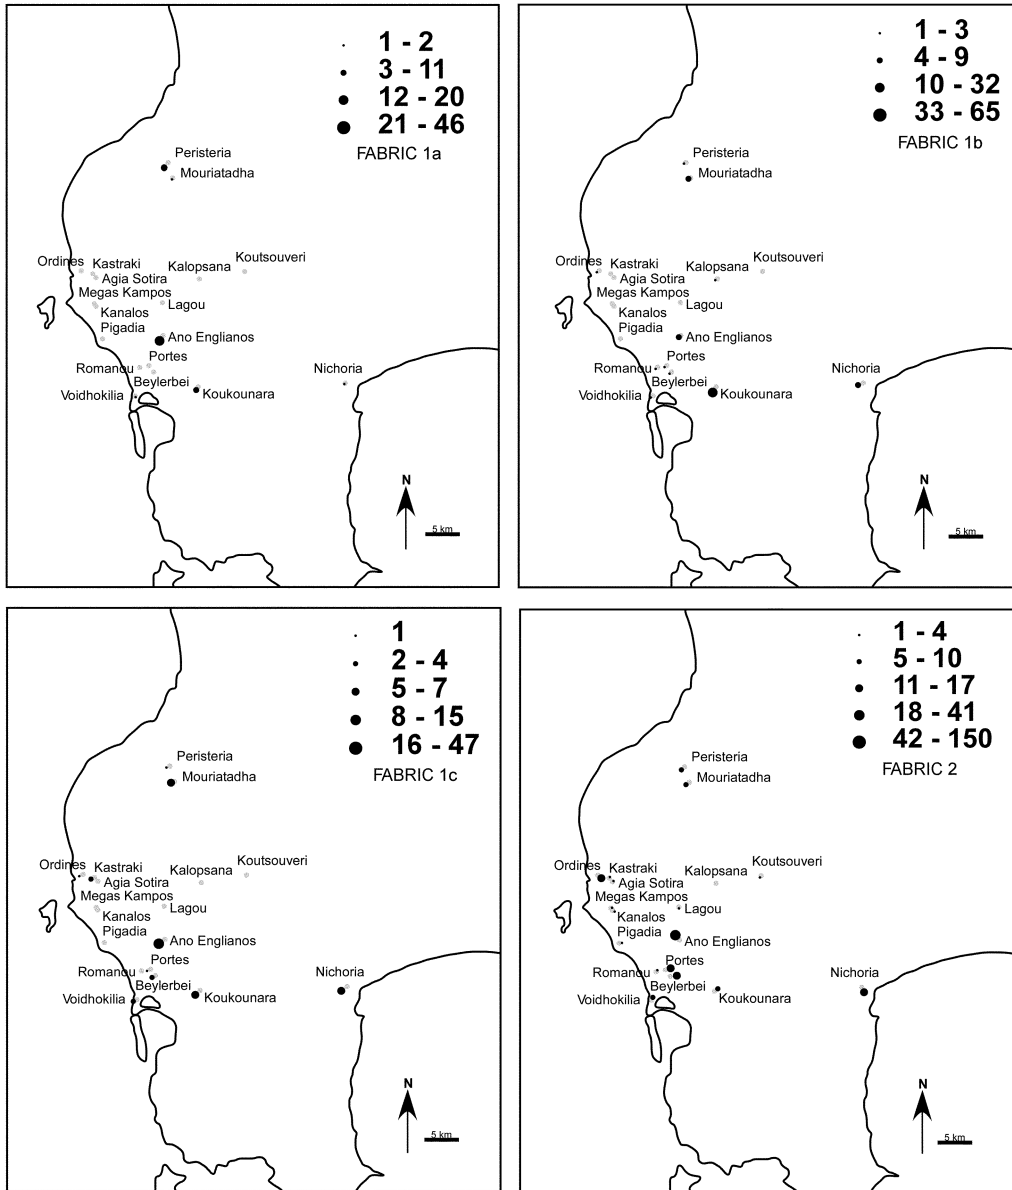 1 - 2
3 - 11
12 - 20
21 - 46
FABRIC 1a
Peristeria
Mouriatadha
Ordines
Kastraki
Agia Sotira
Kalopsana
Koutsouveri
Megas Kampos
Kanalos
Lagou
Pigadia
Ano Englianos
Portes
Romanou
Beylerbei
Voidhokilia
Koukounara
Nichoria
N
5 km
1 - 3
4 - 9
10 - 32
33 - 65
FABRIC 1b
Peristeria
Mouriatadha
Ordines
Kastraki
Agia Sotira
Kalopsana
Koutsouveri
Megas Kampos
Kanalos
Lagou
Pigadia
Ano Englianos
Portes
Romanou
Beylerbei
Voidhokilia
Koukounara
Nichoria
N
5 km
1
2 - 4
5 - 7
8 - 15
16 - 47
FABRIC 1c
Peristeria
Mouriatadha
Ordines
Kastraki
Agia Sotira
Kalopsana
Koutsouveri
Megas Kampos
Kanalos
Lagou
Pigadia
Ano Englianos
Portes
Romanou
Beylerbei
Voidhokilia
Koukounara
Nichoria
N
5 km
1 - 4
5 - 10
11 - 17
18 - 41
42 - 150
FABRIC 2
Peristeria
Mouriatadha
Ordines
Kastraki
Agia Sotira
Kalopsana
Koutsouveri
Megas Kampos
Kanalos
Lagou
Pigadia
Ano Englianos
Portes
Romanou
Beylerbei
Voidhokilia
Koukounara
Nichoria
N
5 km